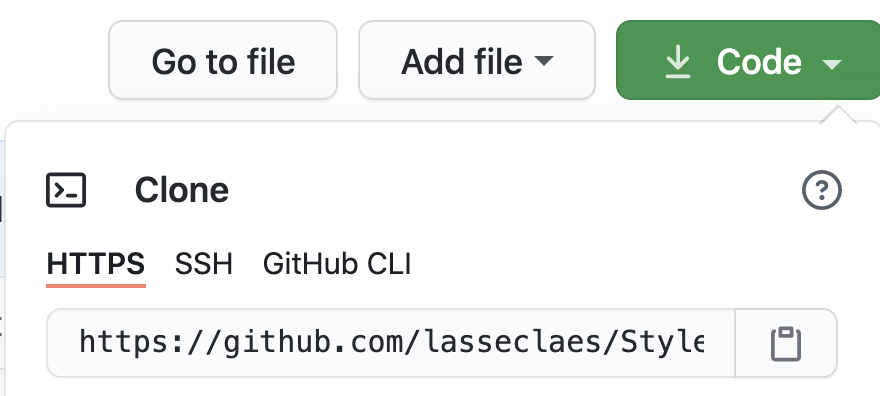 Go to file Add file Code
Clone
HTTPS SSH GitHub CLI
https://github.com/lasseclaes/Style